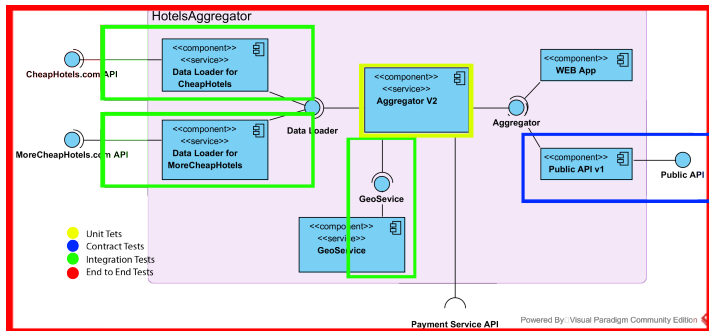 HotelsAggregator
<<component>>
<<service>>
Data Loader for
CheapHotels
CheapHotels.com API
<<component>>
<<service>>
Aggregator V2
<<component>>
WEB App
Data Loader
Aggregator
<<component>>
<<service>>
Data Loader for
MoreCheapHotels
MoreCheapHotels.com API
<<component>>
Public API v1
Public API
GeoSevice
<<component>>
<<service>>
GeoService
Unit Tets
Contract Tests
Integration Tests
End to End Tests
Payment Service API
Powered By Visual Paradigm Community Edition